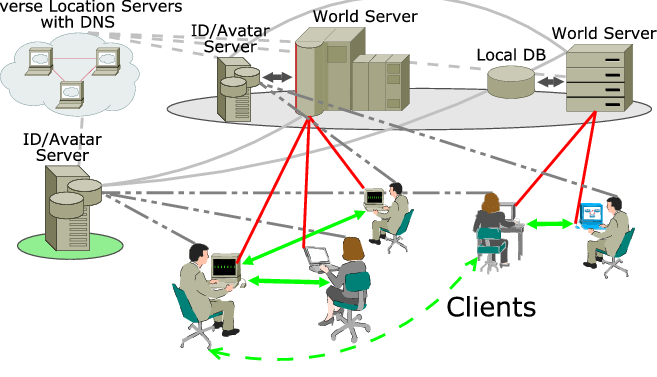 verse Location Servers
with DNS
ID/Avatar
Server
World Server
World Server
Local DB
ID/Avatar
Server
Clients